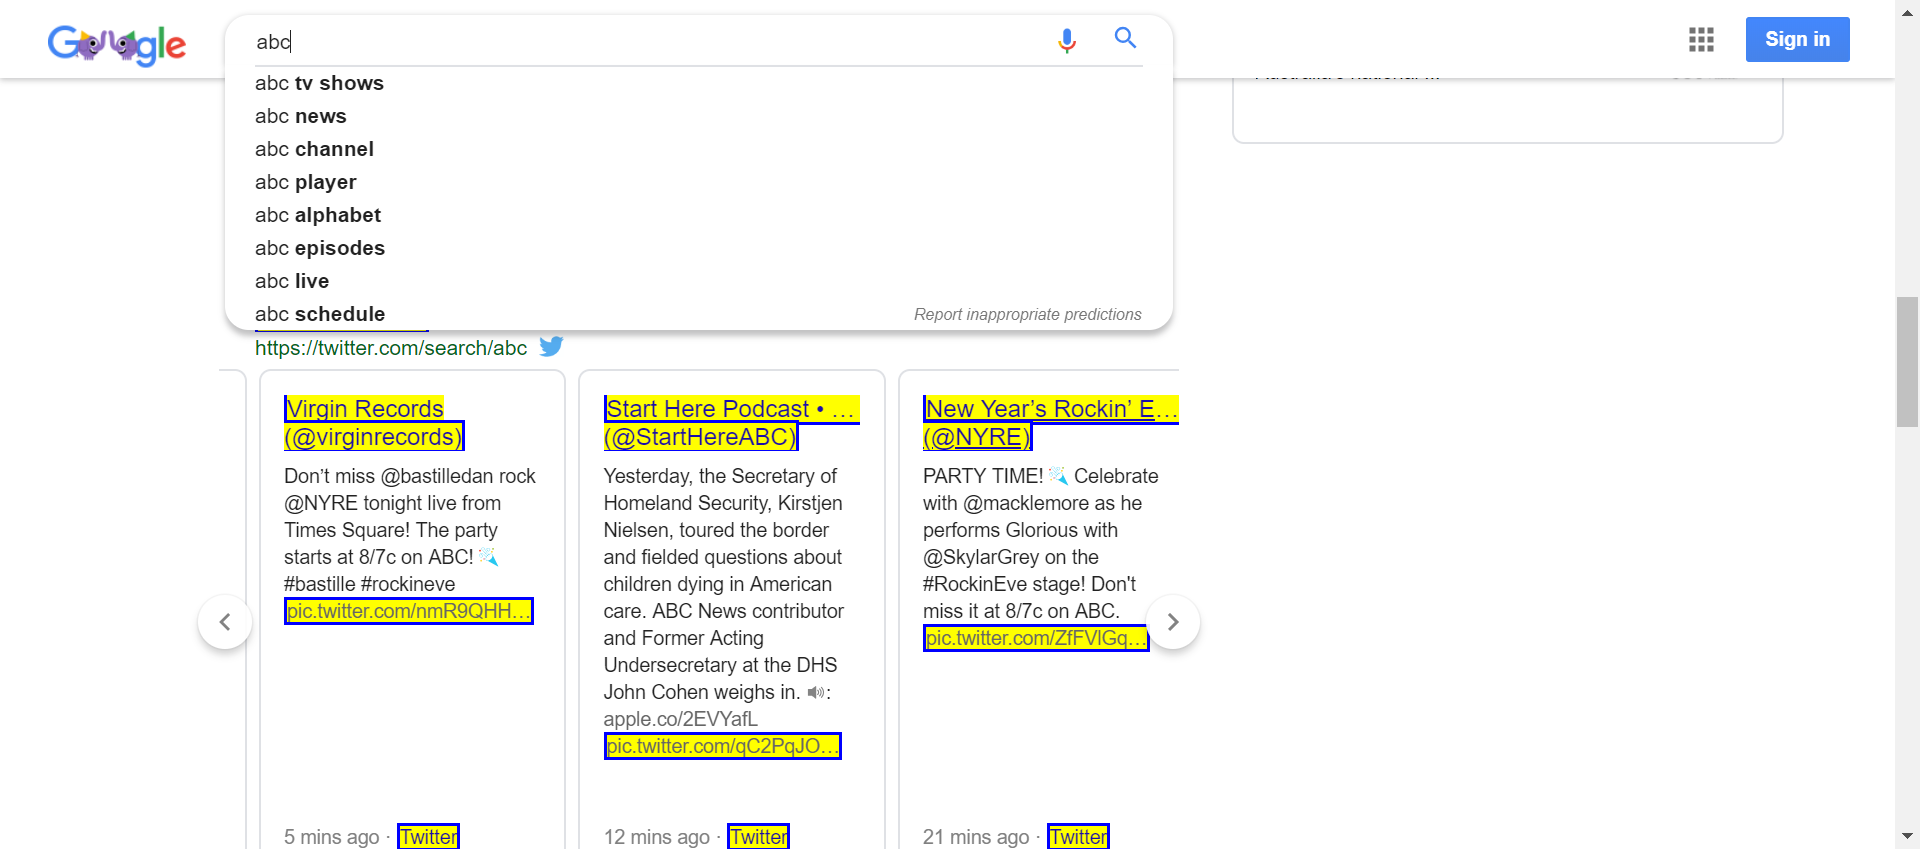 Google
abc
Sign in
abc tv shows
abc news
abc channel
abc player
abc alphabet
abc episodes
abc live
abc schedule
Report inappropriate predictions
https://twitter.com/search/abc
Virgin Records
(@virginrecords)
Don’t miss @bastilledan rock
@NYRE tonight live from
Times Square! The party
starts at 8/7c on ABC!
#bastille #rockineve
pic.twitter.com/nmR9QHH…
5 mins ago · Twitter
Start Here Podcast • …
(@StartHereABC)
Yesterday, the Secretary of
Homeland Security, Kirstjen
Nielsen, toured the border
and fielded questions about
children dying in American
care. ABC News contributor
and Former Acting
Undersecretary at the DHS
John Cohen weighs in. 🔊:
apple.co/2EVYafL
pic.twitter.com/qC2PqJO…
12 mins ago · Twitter
New Year’s Rockin’ E…
(@NYRE)
PARTY TIME! Celebrate
with @macklemore as he
performs Glorious with
@SkylarGrey on the
#RockinEve stage! Don't
miss it at 8/7c on ABC.
pic.twitter.com/ZfFVlGq…
21 mins ago · Twitter